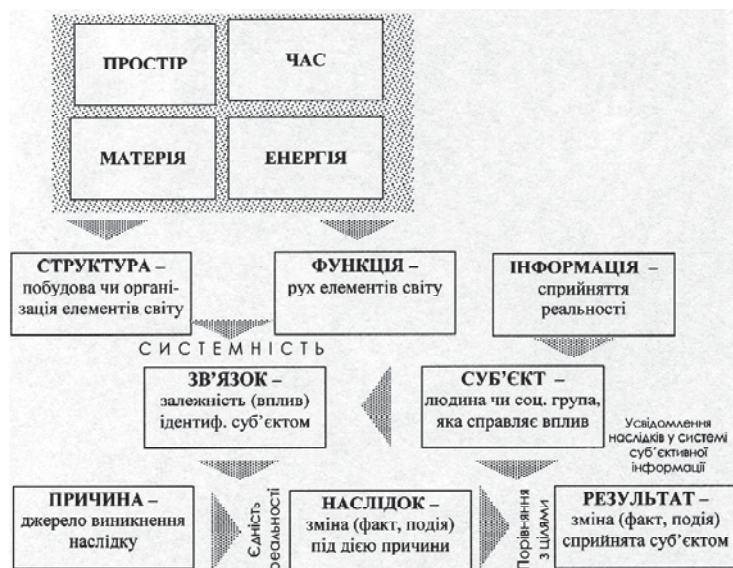 ПРОСТІР
ЧАС
МАТЕРІЯ
ЕНЕРГІЯ
СТРУКТУРА –
побудова чи органі-
зація елементів світу
ФУНКЦІЯ –
рух елементів світу
ІНФОРМАЦІЯ –
сприйняття
реальності
СИСТЕМНІСТЬ
ЗВ'ЯЗОК –
залежність (вплив)
ідентиф. суб'єктом
СУБ'ЄКТ –
людина чи соц. група,
яка справляє вплив
Усвідомлення
наслідків у системі
суб'єктивної
інформації
ПРИЧИНА –
джерело виникнення
наслідку
Єдність
реальності
НАСЛІДОК –
зміна (факт, подія)
під дією причини
Порівняння
з цілями
РЕЗУЛЬТАТ –
зміна (факт, подія)
сприйнята суб'єктом